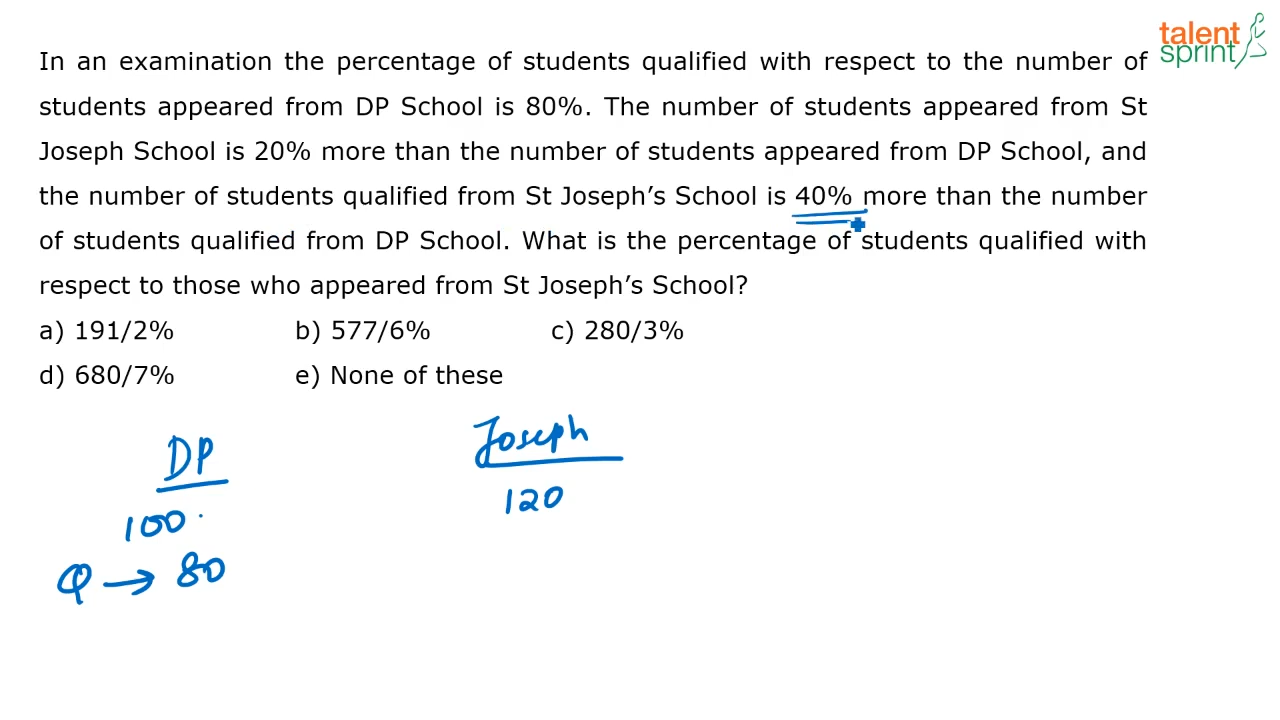 talent
sprint
In an examination the percentage of students qualified with respect to the number of
students appeared from DP School is 80%. The number of students appeared from St
Joseph School is 20% more than the number of students appeared from DP School, and
the number of students qualified from St Joseph’s School is 40% more than the number
of students qualified from DP School. What is the percentage of students qualified with
respect to those who appeared from St Joseph’s School?
a) 191/2% b) 577/6% c) 280/3%
d) 680/7% e) None of these
DP Joseph
100 120
Q → 80